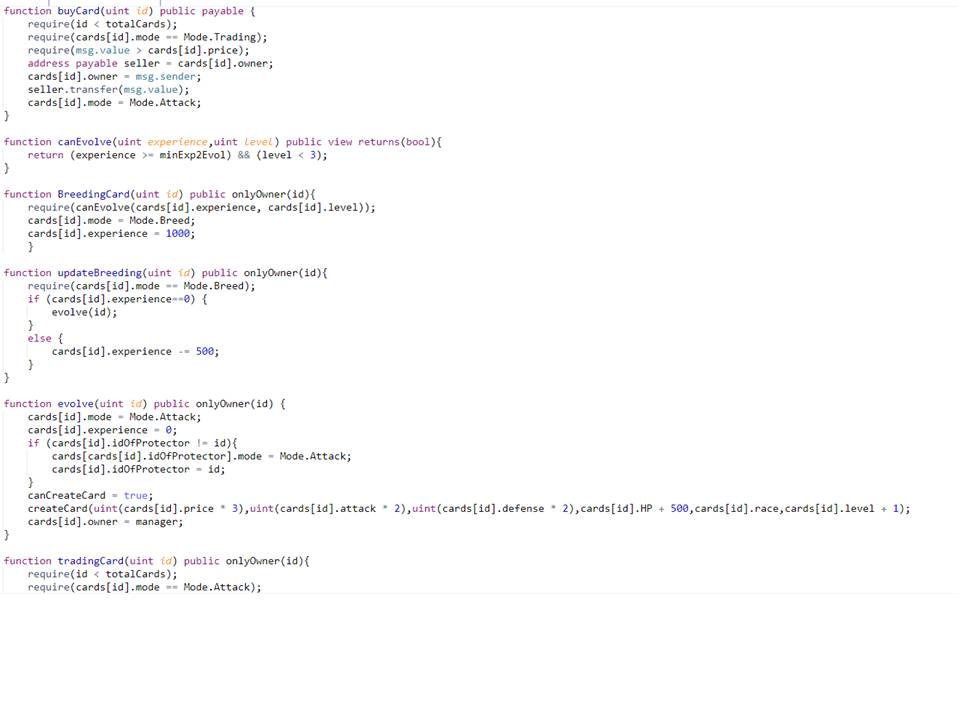 function buyCard(uint id) public payable {
    require(id < totalCards);
    require(cards[id].mode == Mode.Trading);
    require(msg.value > cards[id].price);
    address payable seller = cards[id].owner;
    cards[id].owner = msg.sender;
    seller.transfer(msg.value);
    cards[id].mode = Mode.Attack;
}
function canEvolve(uint experience,uint level) public view returns(bool){
    return (experience >= minExp2Evol) && (level < 3);
}
function BreedingCard(uint id) public onlyOwner(id){
    require(canEvolve(cards[id].experience, cards[id].level));
    cards[id].mode = Mode.Breed;
    cards[id].experience = 1000;
    }
function updateBreeding(uint id) public onlyOwner(id){
    require(cards[id].mode == Mode.Breed);
    if (cards[id].experience==0) {
        evolve(id);
    }
    else {
        cards[id].experience -= 500;
    }
}
function evolve(uint id) public onlyOwner(id) {
    cards[id].mode = Mode.Attack;
    cards[id].experience = 0;
    if (cards[id].idOfProtector != id){
        cards[cards[id].idOfProtector].mode = Mode.Attack;
        cards[id].idOfProtector = id;
    }
    canCreateCard = true;
    createCard(uint(cards[id].price * 3),uint(cards[id].attack * 2),uint(cards[id].defense * 2),cards[id].HP + 500,cards[id].race,cards[id].level + 1);
    cards[id].owner = manager;
}
function tradingCard(uint id) public onlyOwner(id){
    require(id < totalCards);
    require(cards[id].mode == Mode.Attack);